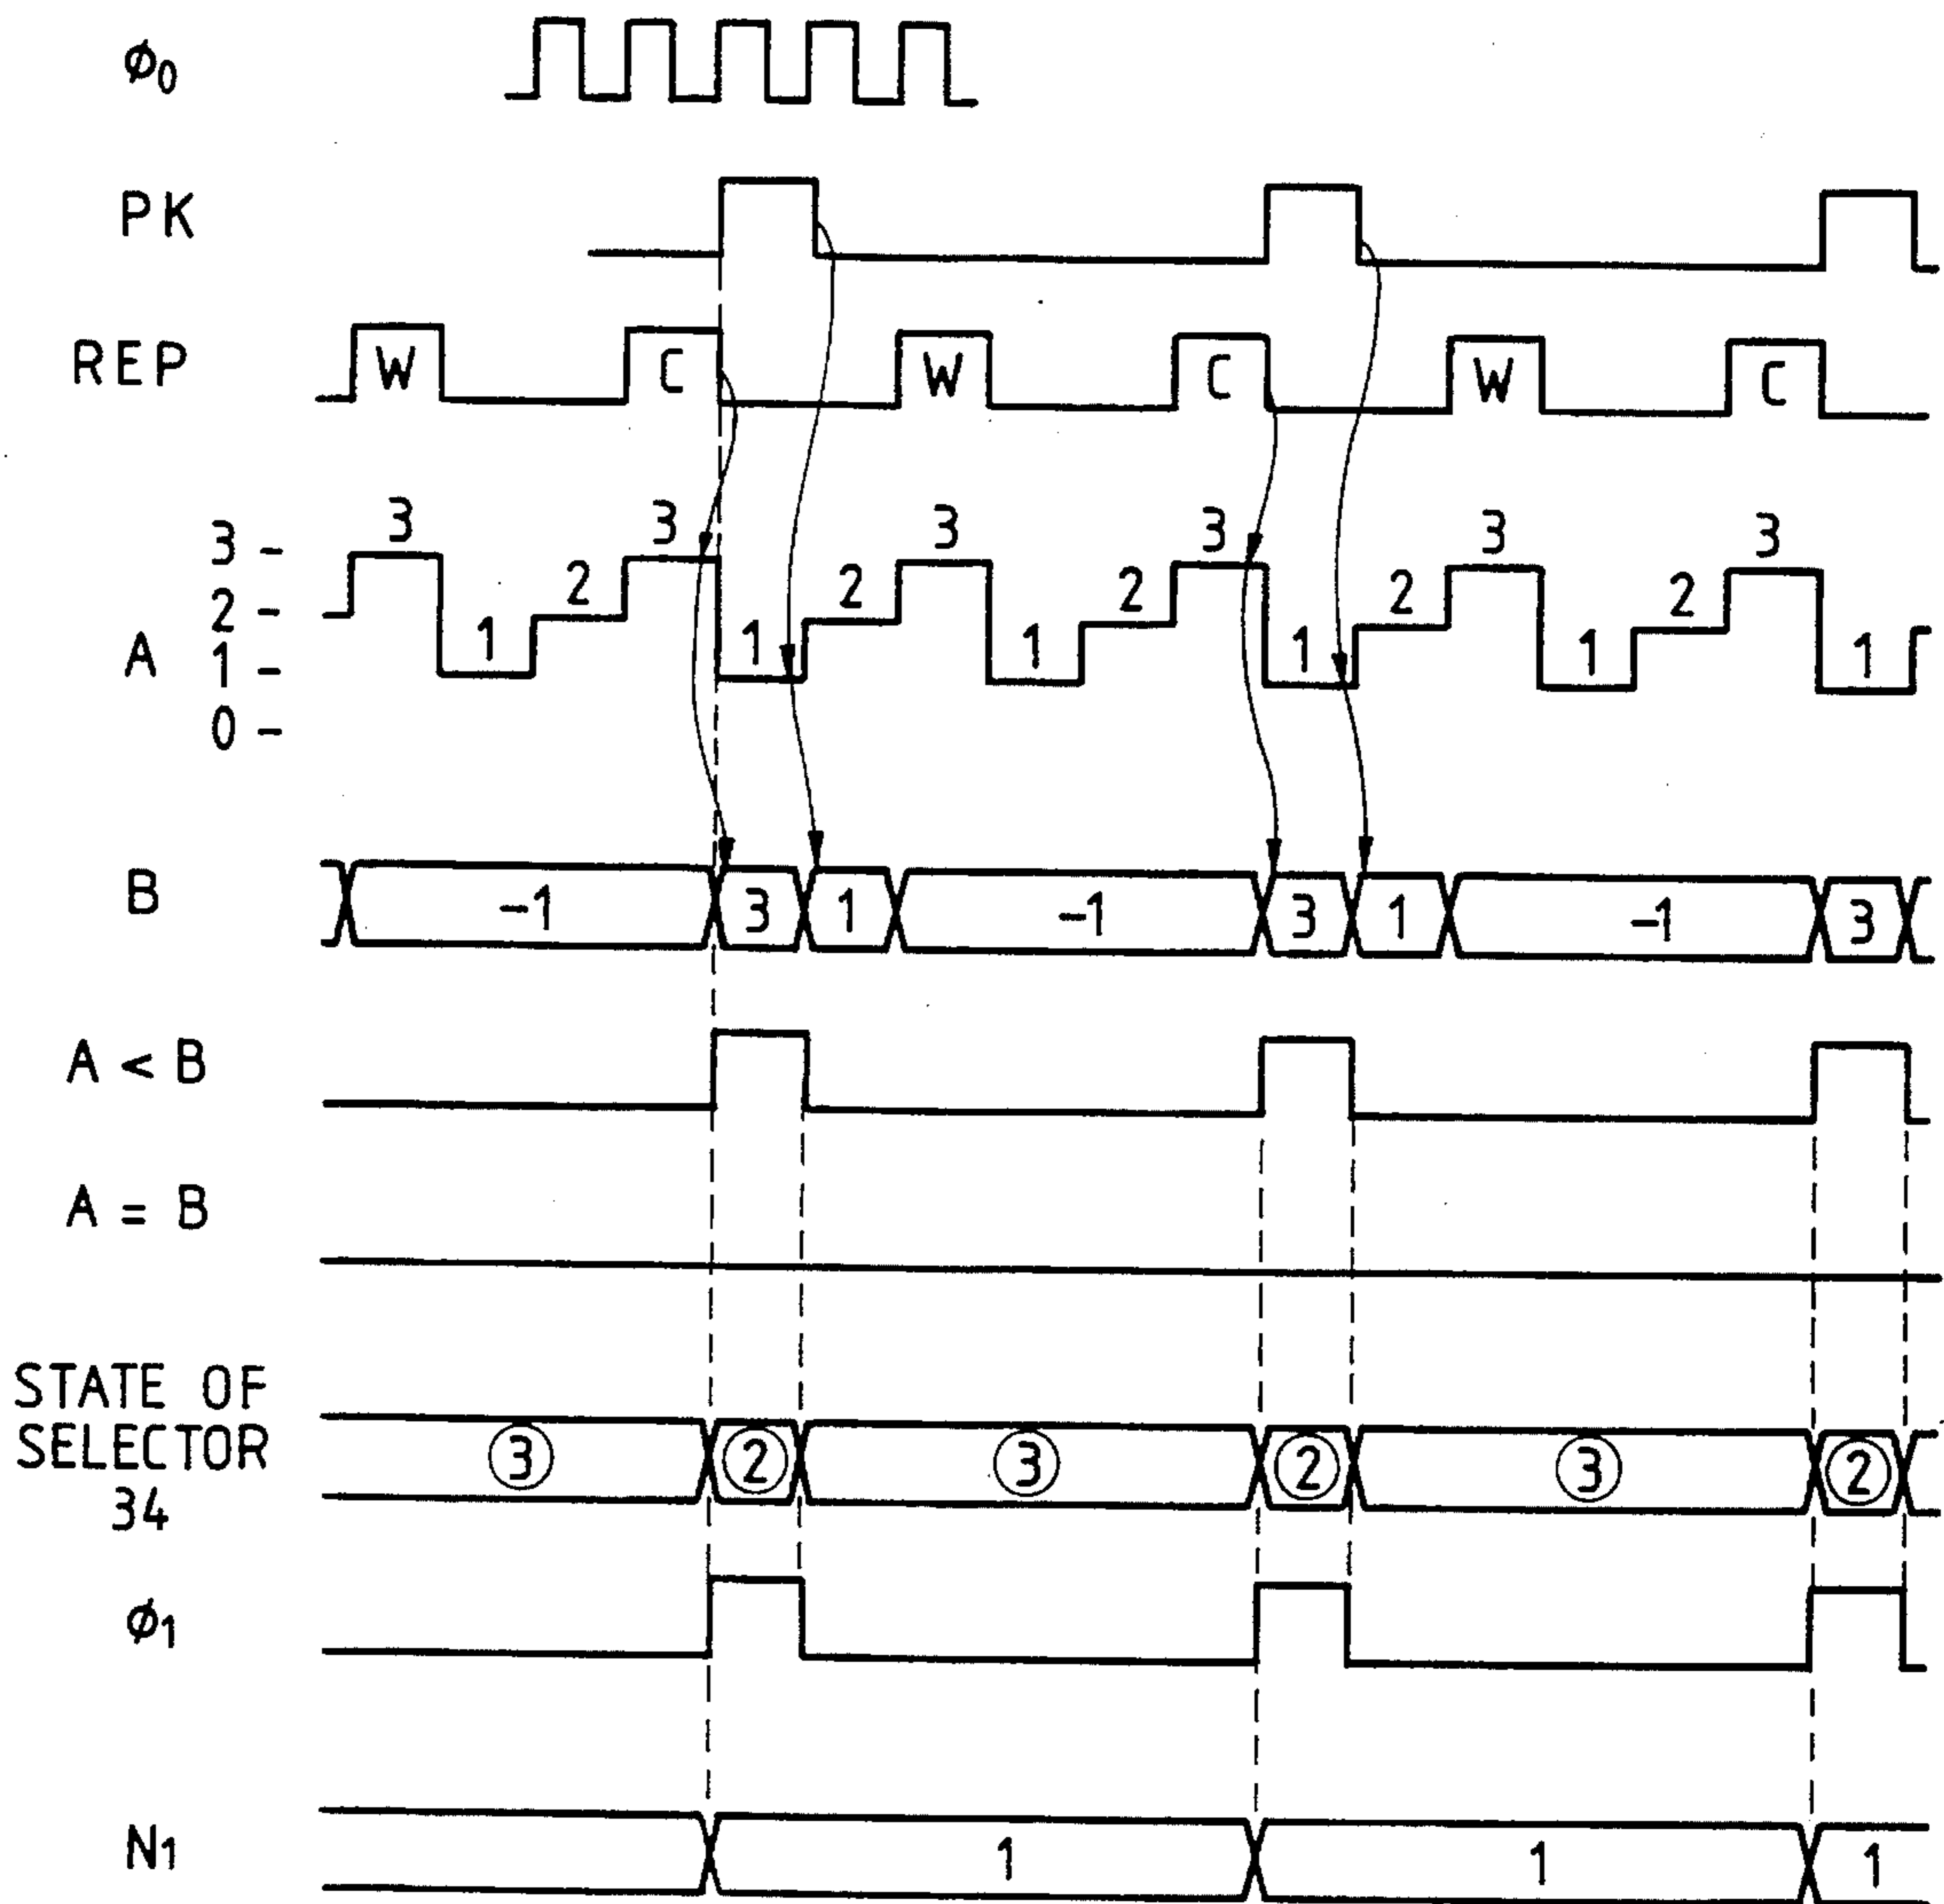 ϕ0
PK
REP W C W C W C
3 1 2 3 1 2 3 1 2 3 1 2 3 1 2 3 1
3 -
2 -
A 1 -
0 -
B -1 3 1 -1 3 1 -1 3
A < B
A = B
STATE OF
SELECTOR 3 2 3 2 3 2
34
ϕ1
N1 1 1 1